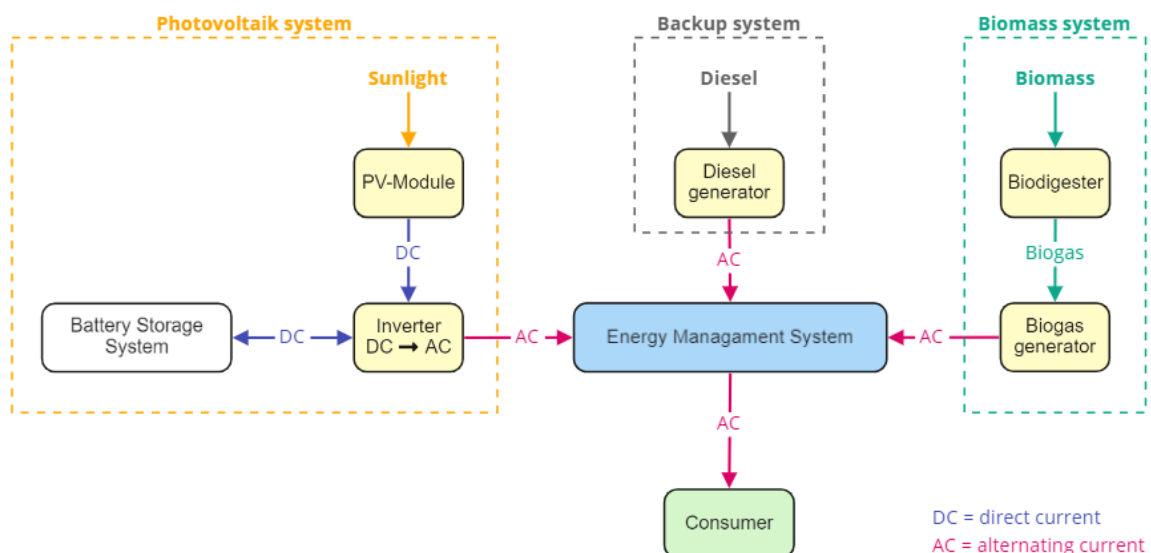 Photovoltaik system
Backup system
Biomass system
Sunlight
Diesel
Biomass
PV-Module
Diesel
generator
Biodigester
DC
AC
Biogas
Battery Storage
System
DC
Inverter
DC → AC
AC
Energy Managament System
AC
Biogas
generator
AC
Consumer
DC = direct current
AC = alternating current